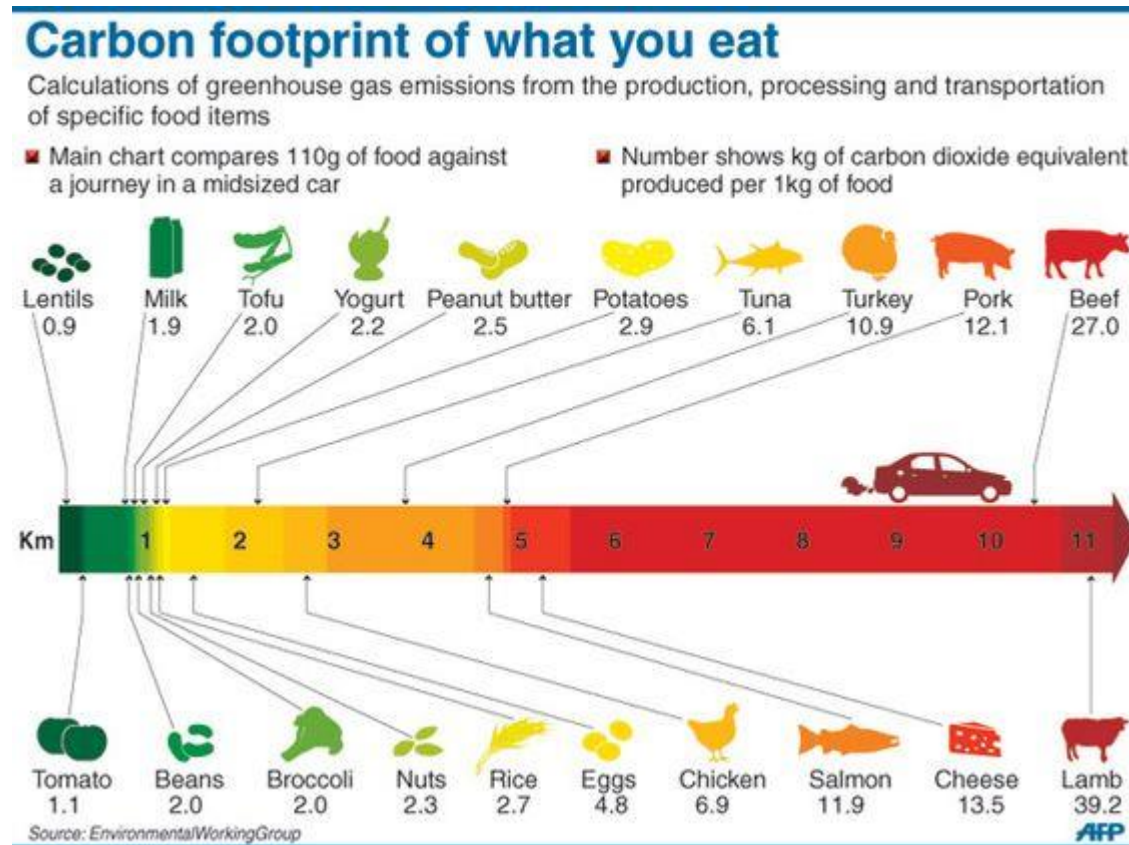 Carbon footprint of what you eat
Calculations of greenhouse gas emissions from the production, processing and transportation
of specific food items
Main chart compares 110g of food against
a journey in a midsized car
Number shows kg of carbon dioxide equivalent
produced per 1kg of food
Lentils Milk Tofu Yogurt Peanut butter Potatoes Tuna Turkey Pork Beef
0.9 1.9 2.0 2.2 2.5 2.9 6.1 10.9 12.1 27.0
Km 1 2 3 4 5 6 7 8 9 10 11
Tomato Beans Broccoli Nuts Rice Eggs Chicken Salmon Cheese Lamb
1.1 2.0 2.0 2.3 2.7 4.8 6.9 11.9 13.5 39.2
Source: EnvironmentalWorkingGroup
AFP